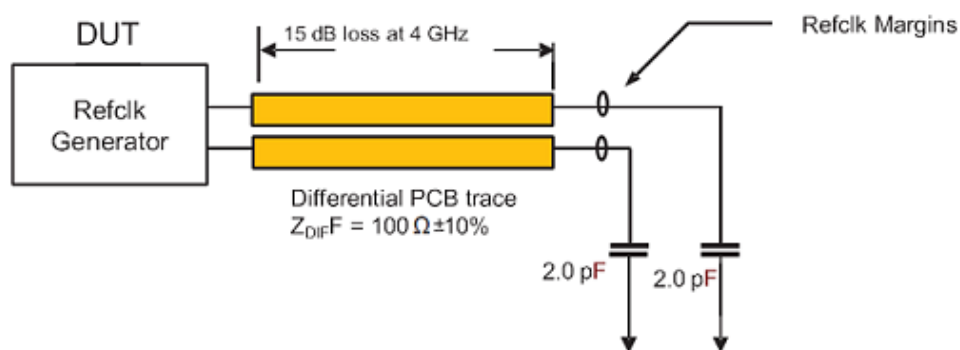 DUT
Refclk
Generator
15 dB loss at 4 GHz
Refclk Margins
Differential PCB trace
Z_DIFF = 100 Ω±10%
2.0 pF
2.0 pF